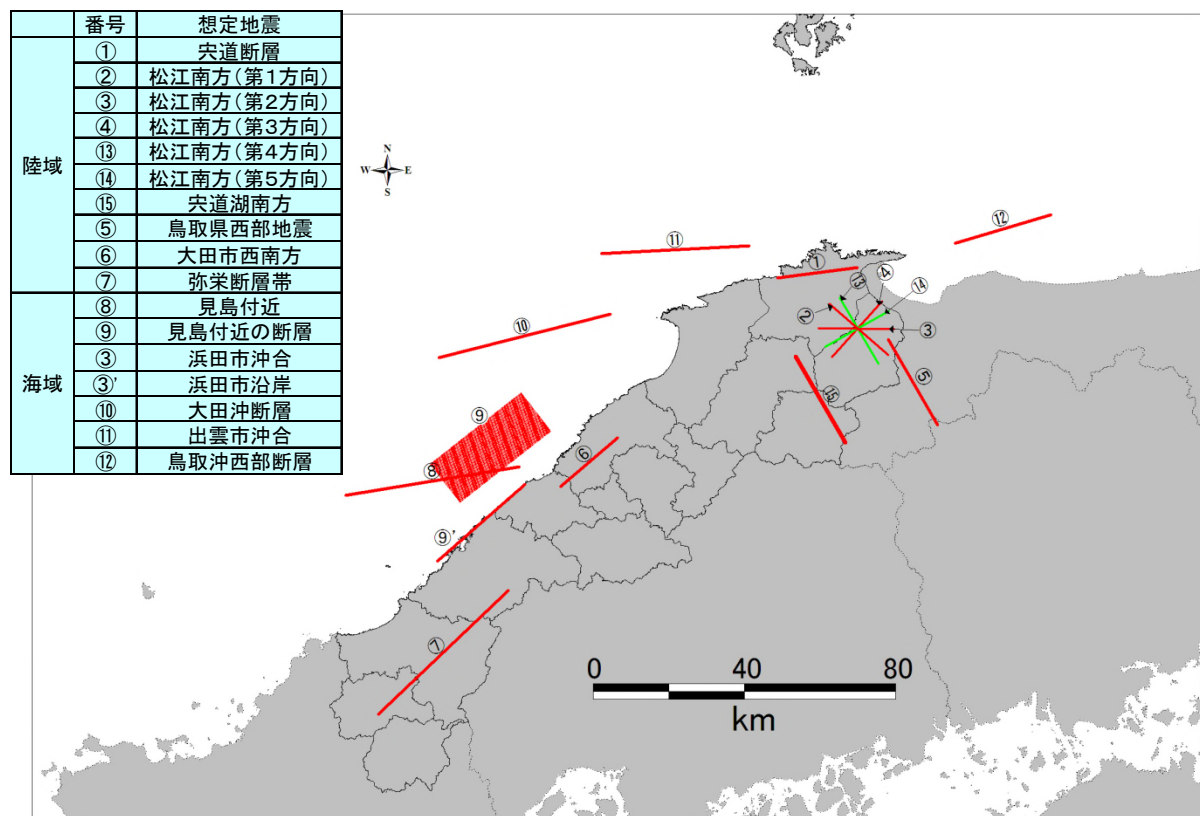 番号 想定地震
陸域
① 宍道断層
② 松江南方(第1方向)
③ 松江南方(第2方向)
④ 松江南方(第3方向)
⑬ 松江南方(第4方向)
⑭ 松江南方(第5方向)
⑮ 宍道湖南方
⑤ 鳥取県西部地震
⑥ 大田市西南方
⑦ 弥栄断層帯
海域
⑧ 見島付近
⑨ 見島付近の断層
③ 浜田市沖合
③' 浜田市沿岸
⑩ 大田沖断層
⑪ 出雲市沖合
⑫ 鳥取沖西部断層
N
W E
S
⑫
⑪
①
⑬
④
⑭
②
③
⑩
⑤
⑮
⑨
⑥
⑧
⑨'
⑦
0 40 80
km